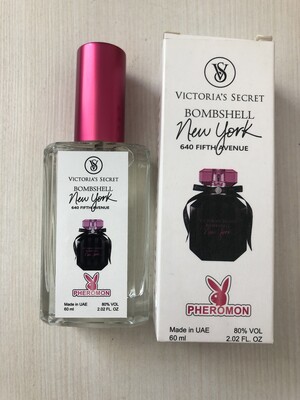 VS
VICTORIA'S SECRET
BOMBSHELL
New York
640 FIFTH AVENUE
PHEROMON
Made in UAE 80% VOL
60 ml 2.02 FL. OZ
VS
VICTORIA'S SECRET
BOMBSHELL
New York
640 FIFTH AVENUE
New York
PHEROMON
Made in UAE 80% VOL
60 ml 2.02 FL. OZ